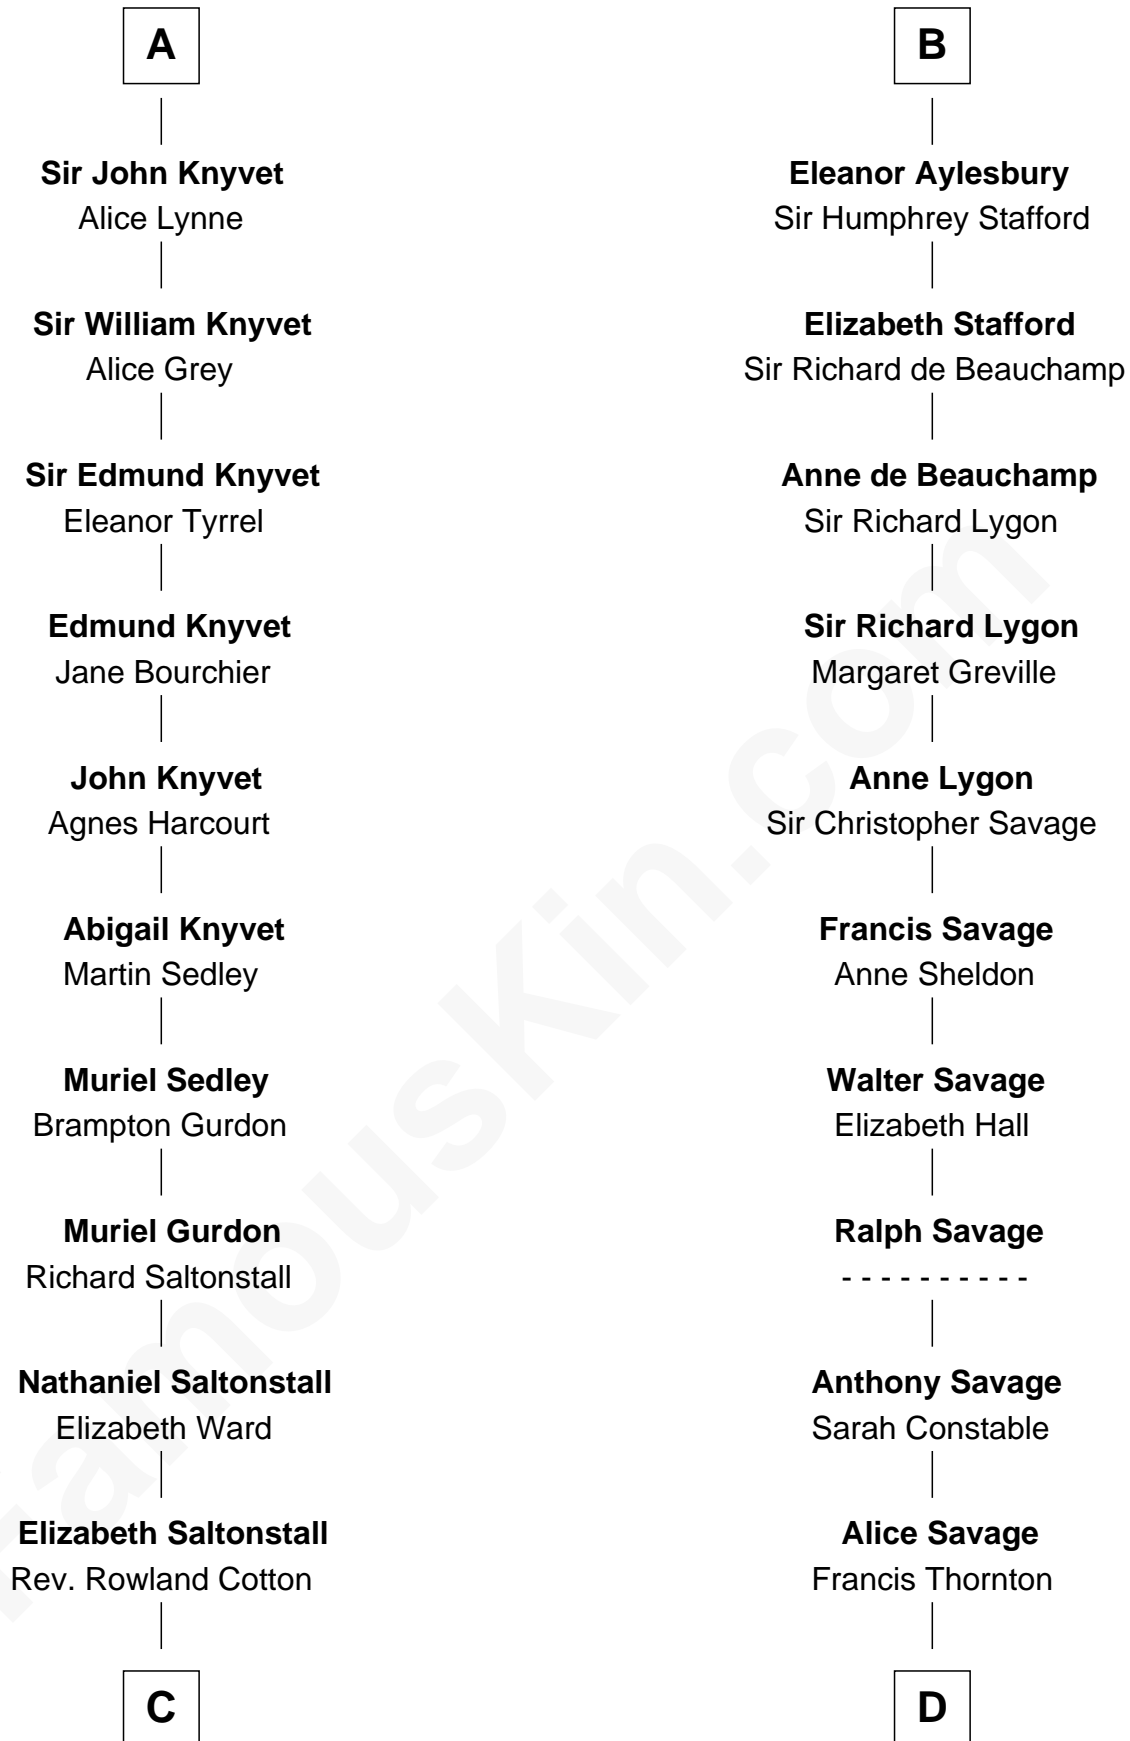 A
Sir John Knyvet
Alice Lynne
Sir William Knyvet
Alice Grey
Sir Edmund Knyvet
Eleanor Tyrrel
Edmund Knyvet
Jane Bourchier
John Knyvet
Agnes Harcourt
Abigail Knyvet
Martin Sedley
Muriel Sedley
Brampton Gurdon
Muriel Gurdon
Richard Saltonstall
Nathaniel Saltonstall
Elizabeth Ward
Elizabeth Saltonstall
Rev. Rowland Cotton
C
B
Eleanor Aylesbury
Sir Humphrey Stafford
Elizabeth Stafford
Sir Richard de Beauchamp
Anne de Beauchamp
Sir Richard Lygon
Sir Richard Lygon
Margaret Greville
Anne Lygon
Sir Christopher Savage
Francis Savage
Anne Sheldon
Walter Savage
Elizabeth Hall
Ralph Savage
- - - - - - - - - -
Anthony Savage
Sarah Constable
Alice Savage
Francis Thornton
D
FamousKin.com